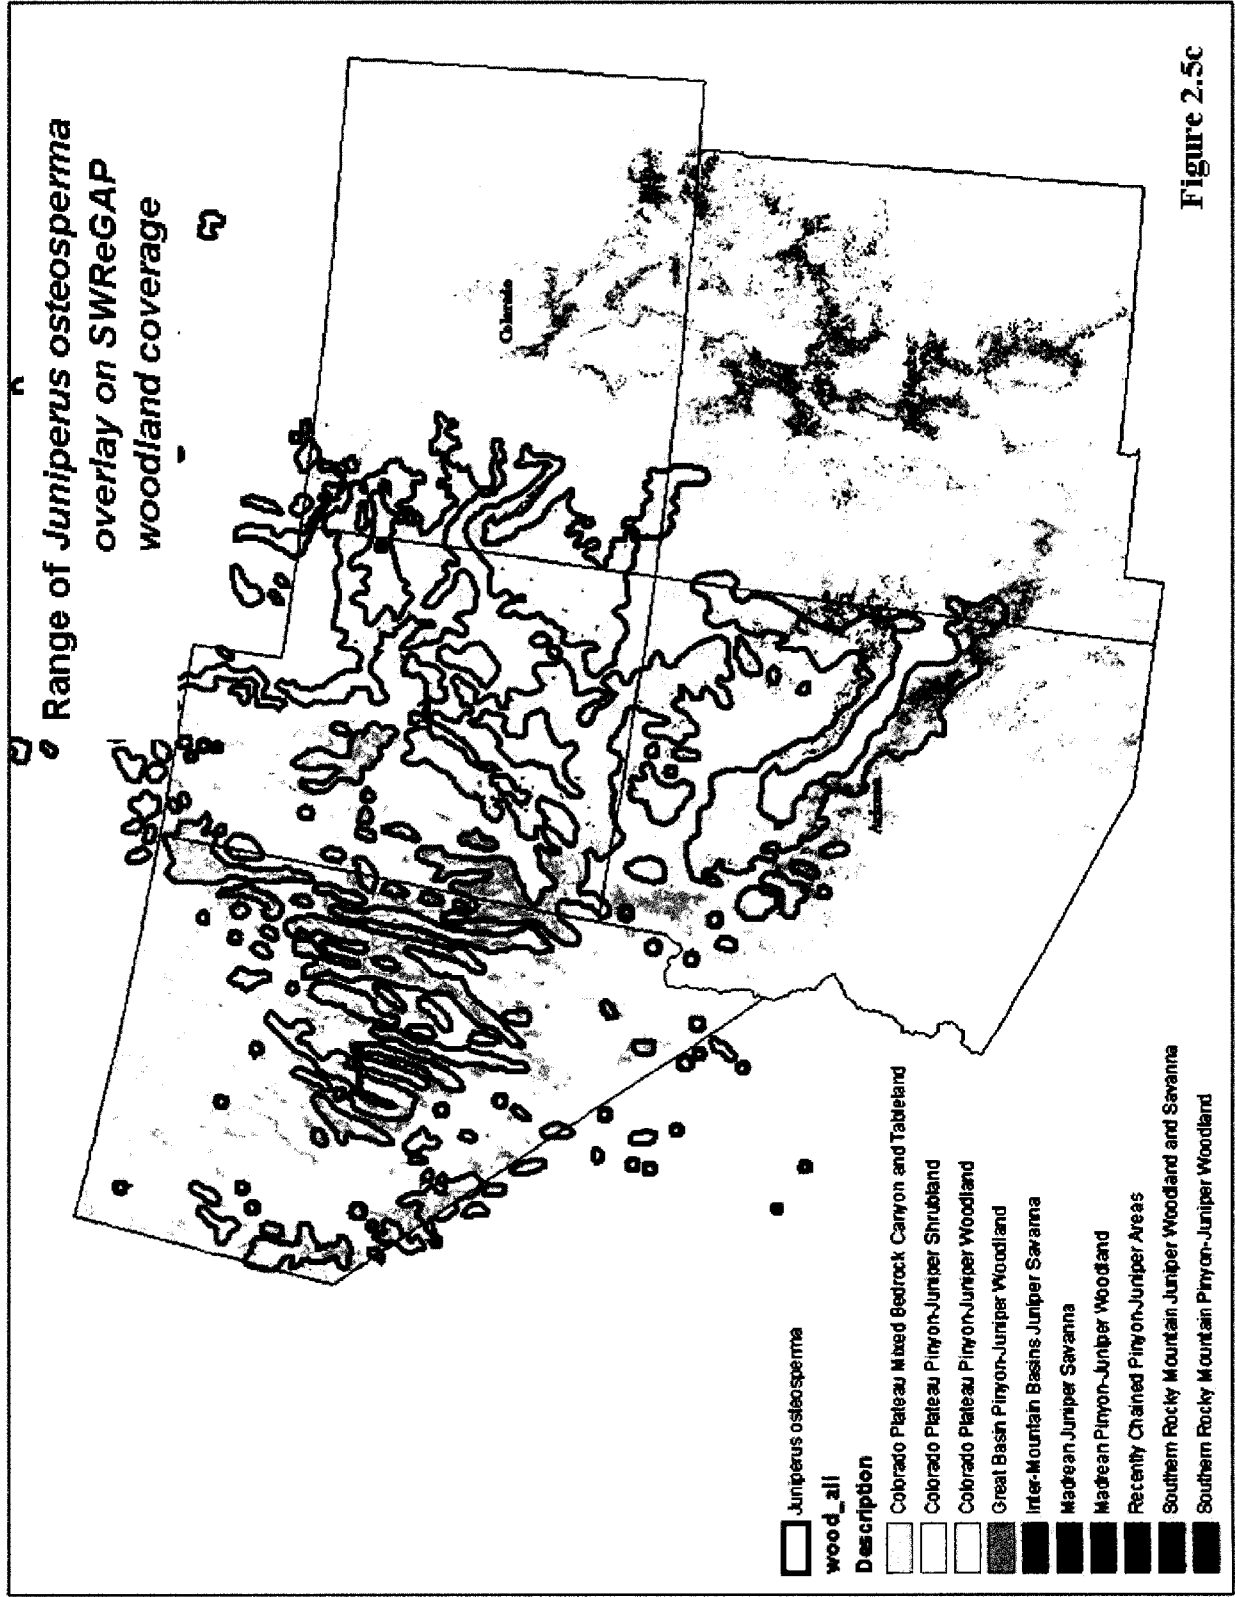 Range of Juniperus osteosperma
overlay on SWReGAP
woodland coverage
Colorado
Juniperus osteosperma
wood_all
Description
Colorado Plateau Mixed Bedrock Canyon and Tableland
Colorado Plateau Pinyon-Juniper Shrubland
Colorado Plateau Pinyon-Juniper Woodland
Great Basin Pinyon-Juniper Woodland
Inter-Mountain Basins Juniper Savanna
Madrean Juniper Savanna
Madrean Pinyon-Juniper Woodland
Recently Chained Pinyon-Juniper Areas
Southern Rocky Mountain Juniper Woodland and Savanna
Southern Rocky Mountain Pinyon-Juniper Woodland
Figure 2.5c